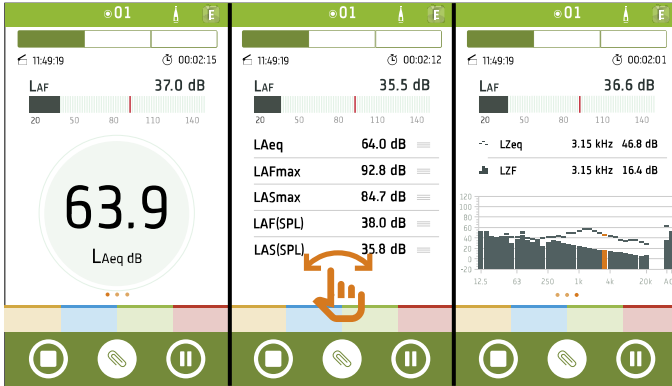 01
E
11:49:19
00:02:15
LAF
37.0 dB
20 50 80 110 140
63.9
LAeq dB
01
E
11:49:19
00:02:12
LAF
35.5 dB
20 50 80 110 140
LAeq 64.0 dB
LAFmax 92.8 dB
LASmax 84.7 dB
LAF(SPL) 38.0 dB
LAS(SPL) 35.8 dB
01
E
11:49:19
00:02:01
LAF
36.6 dB
20 50 80 110 140
LZeq 3.15 kHz 46.8 dB
LZF 3.15 kHz 16.4 dB
120
100
80
60
40
20
0
-20
12.5 63 250 1k 4k 20k A